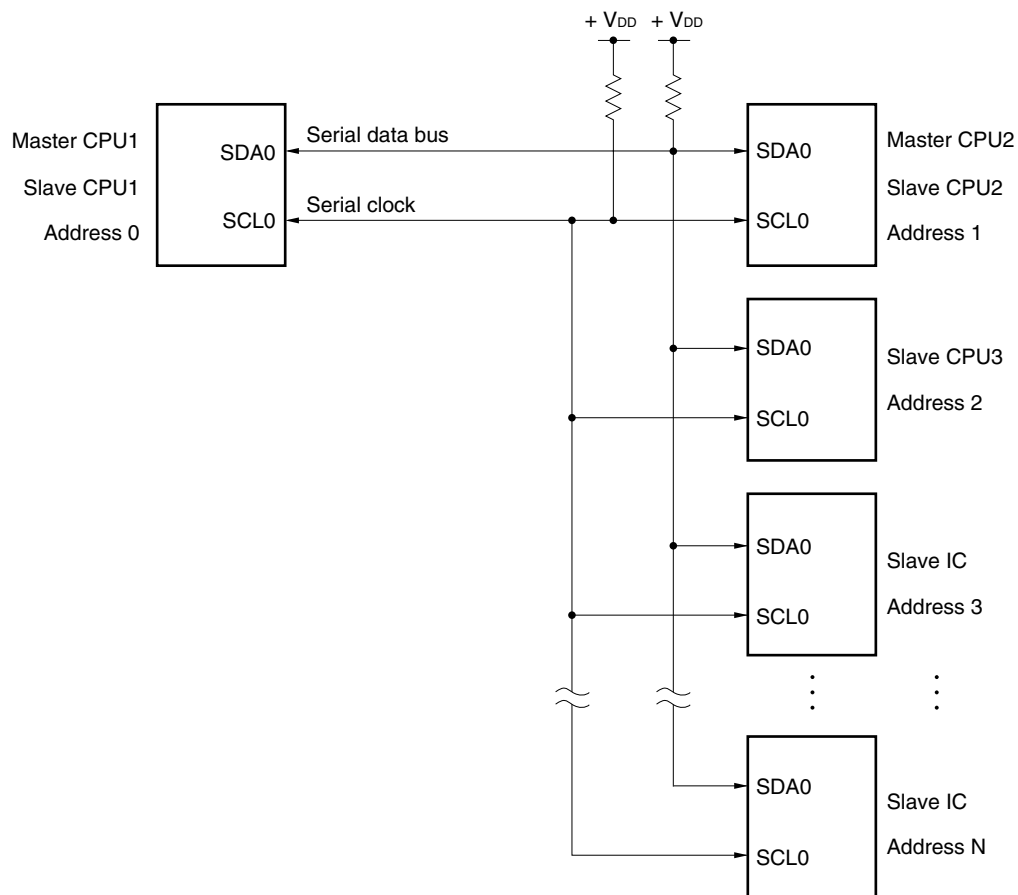 + VDD + VDD
Master CPU1
Slave CPU1
Address 0
SDA0
SCL0
Serial data bus
Serial clock
SDA0
SCL0
Master CPU2
Slave CPU2
Address 1
SDA0
SCL0
Slave CPU3
Address 2
SDA0
SCL0
Slave IC
Address 3
SDA0
SCL0
Slave IC
Address N